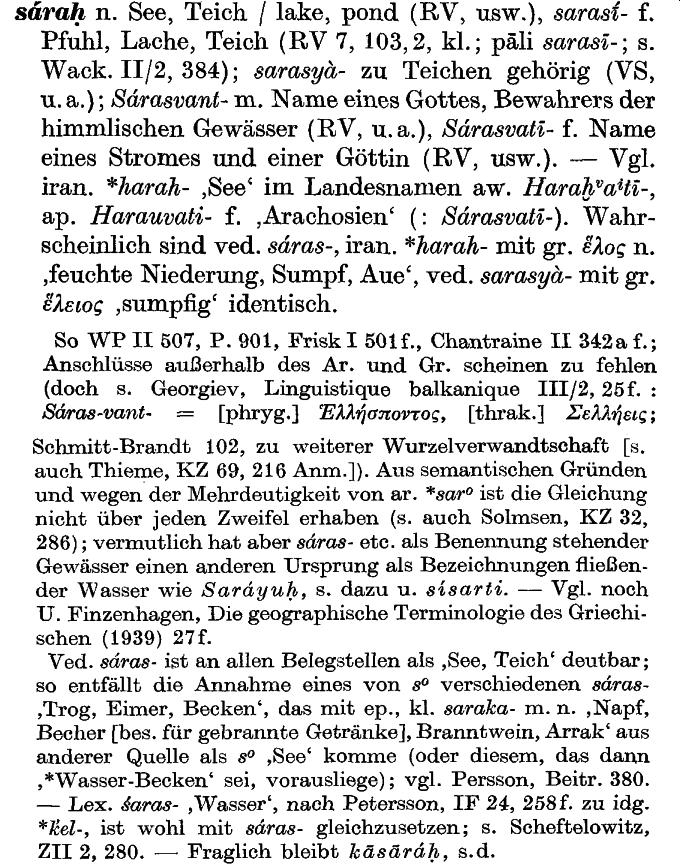 sáraḥ n. See, Teich / lake, pond (RV, usw.), sarasī́- f.
Pfuhl, Lache, Teich (RV 7, 103,2, kl.; pāli sarasī-; s.
Wack. II/2, 384); sarasyà- zu Teichen gehörig (VS,
u.a.); Sárasvant- m. Name eines Gottes, Bewahrers der
himmlischen Gewässer (RV, u.a.), Sárasvatī- f. Name
eines Stromes und einer Göttin (RV, usw.). — Vgl.
iran. *harah- ‚See‘ im Landesnamen aw. Haraḫᵛaⁱtī-,
ap. Harauvati- f. ‚Arachosien‘ (: Sárasvatī-). Wahr-
scheinlich sind ved. sáras-, iran. *harah- mit gr. ἕλος n.
‚feuchte Niederung, Sumpf, Aue‘, ved. sarasyà- mit gr.
ἕλειος ‚sumpfig‘ identisch.
So WP II 507, P. 901, Frisk I 501f., Chantraine II 342a f.;
Anschlüsse außerhalb des Ar. und Gr. scheinen zu fehlen
(doch s. Georgiev, Linguistique balkanique III/2, 25f. :
Sáras-vant- = [phryg.] Ἑλλήσποντος, [thrak.] Σελλήεις;
Schmitt-Brandt 102, zu weiterer Wurzelverwandtschaft [s.
auch Thieme, KZ 69, 216 Anm.]). Aus semantischen Gründen
und wegen der Mehrdeutigkeit von ar. *sar° ist die Gleichung
nicht über jeden Zweifel erhaben (s. auch Solmsen, KZ 32,
286); vermutlich hat aber sáras- etc. als Benennung stehender
Gewässer einen anderen Ursprung als Bezeichnungen fließen-
der Wasser wie Saráyuḥ, s. dazu u. sísarti. — Vgl. noch
U. Finzenhagen, Die geographische Terminologie des Griechi-
schen (1939) 27f.
Ved. sáras- ist an allen Belegstellen als ‚See, Teich‘ deutbar;
so entfällt die Annahme eines von s° verschiedenen sáras-
‚Trog, Eimer, Becken‘, das mit ep., kl. saraka- m. n. ‚Napf,
Becher [bes. für gebrannte Getränke], Branntwein, Arrak‘ aus
anderer Quelle als s° ‚See‘ komme (oder diesem, das dann
‚*Wasser-Becken‘ sei, vorausliege); vgl. Persson, Beitr. 380.
— Lex. śaras- ‚Wasser‘, nach Petersson, IF 24, 258f. zu idg.
*k̑el-, ist wohl mit sáras- gleichzusetzen; s. Scheftelowitz,
ZII 2, 280. — Fraglich bleibt kāsāráḥ, s.d.